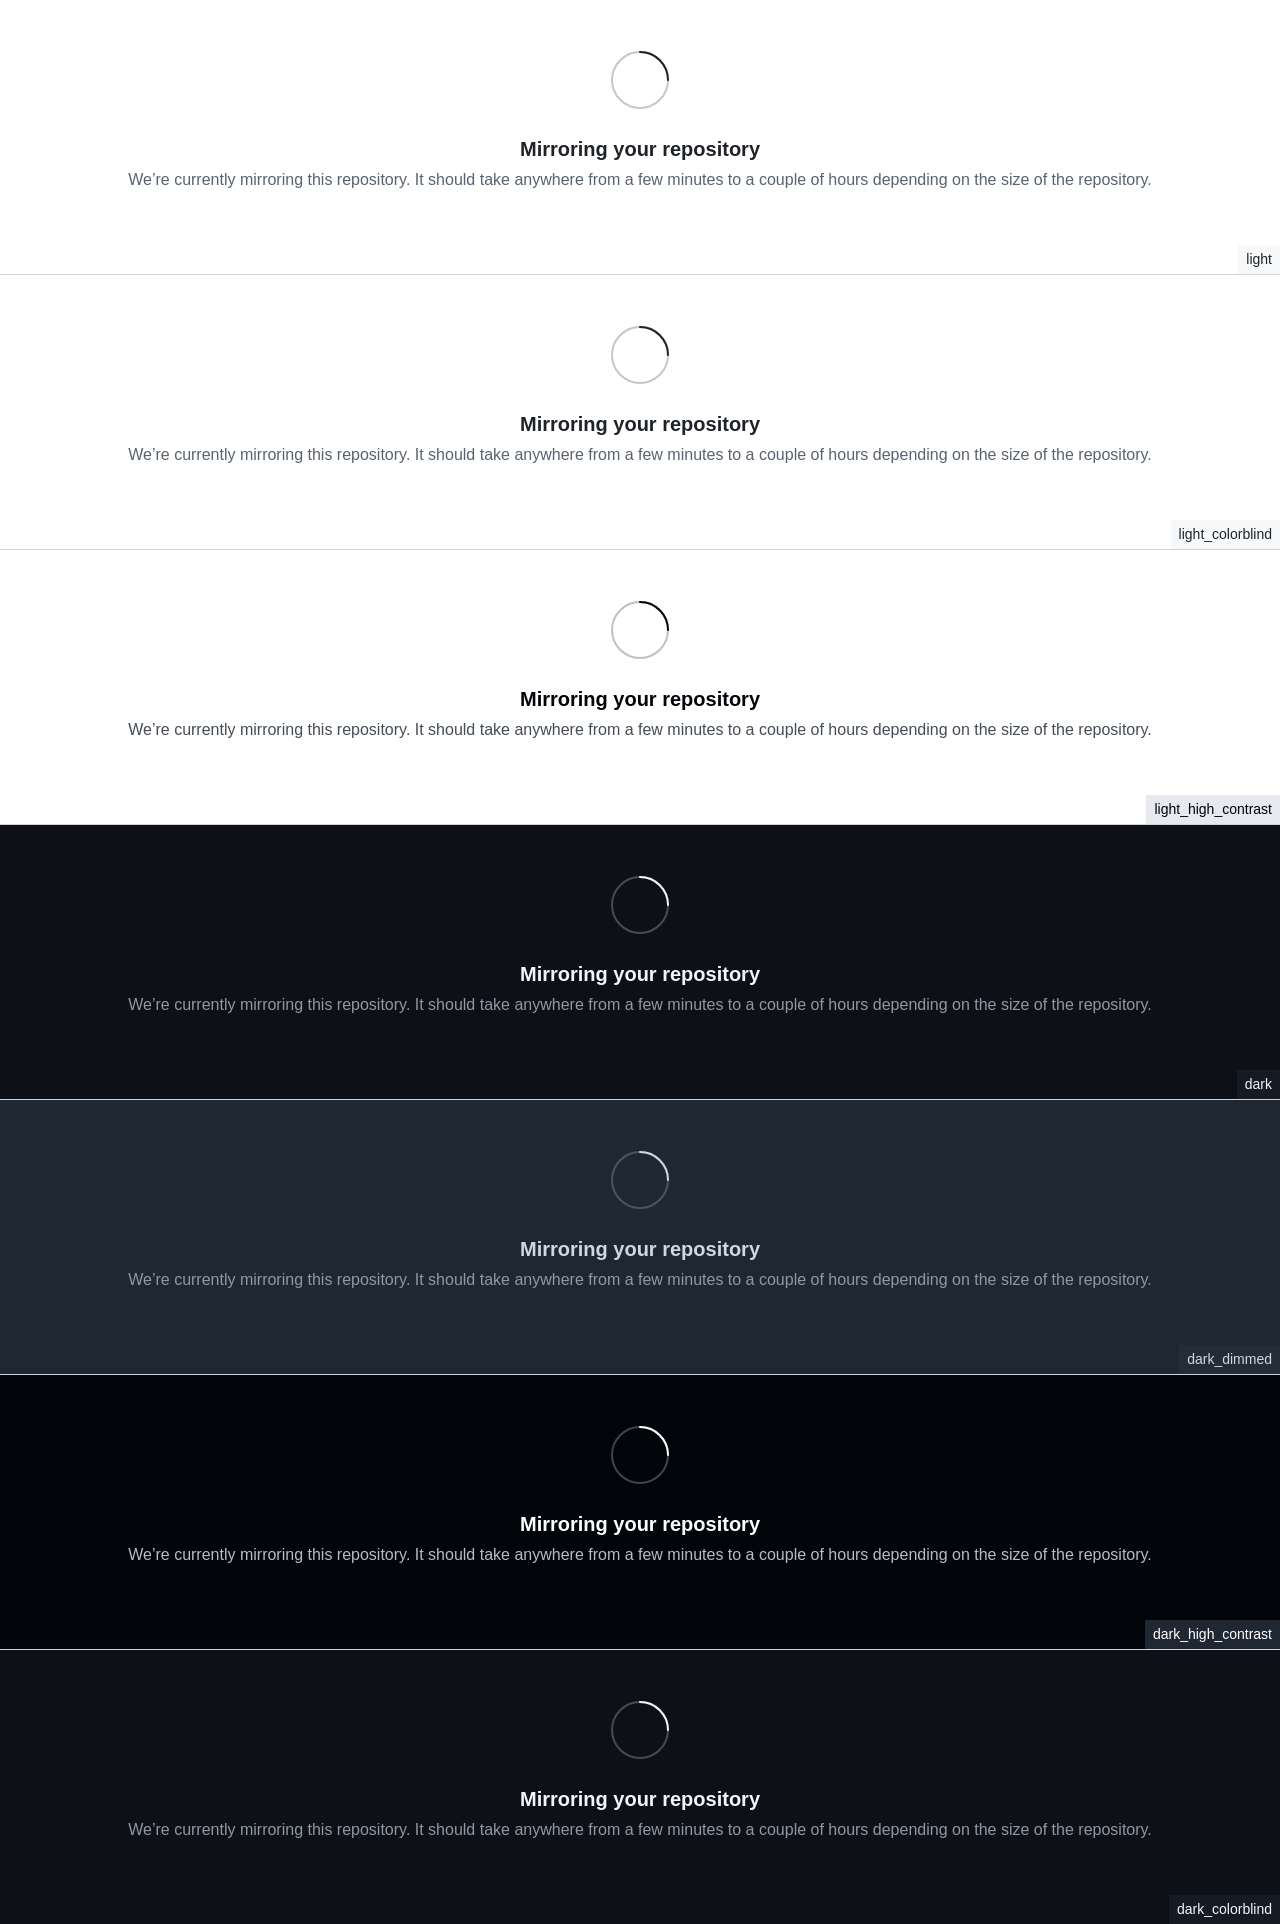 Mirroring your repository
We’re currently mirroring this repository. It should take anywhere from a few minutes to a couple of hours depending on the size of the repository.
light
Mirroring your repository
We’re currently mirroring this repository. It should take anywhere from a few minutes to a couple of hours depending on the size of the repository.
light_colorblind
Mirroring your repository
We’re currently mirroring this repository. It should take anywhere from a few minutes to a couple of hours depending on the size of the repository.
light_high_contrast
Mirroring your repository
We’re currently mirroring this repository. It should take anywhere from a few minutes to a couple of hours depending on the size of the repository.
dark
Mirroring your repository
We’re currently mirroring this repository. It should take anywhere from a few minutes to a couple of hours depending on the size of the repository.
dark_dimmed
Mirroring your repository
We’re currently mirroring this repository. It should take anywhere from a few minutes to a couple of hours depending on the size of the repository.
dark_high_contrast
Mirroring your repository
We’re currently mirroring this repository. It should take anywhere from a few minutes to a couple of hours depending on the size of the repository.
dark_colorblind